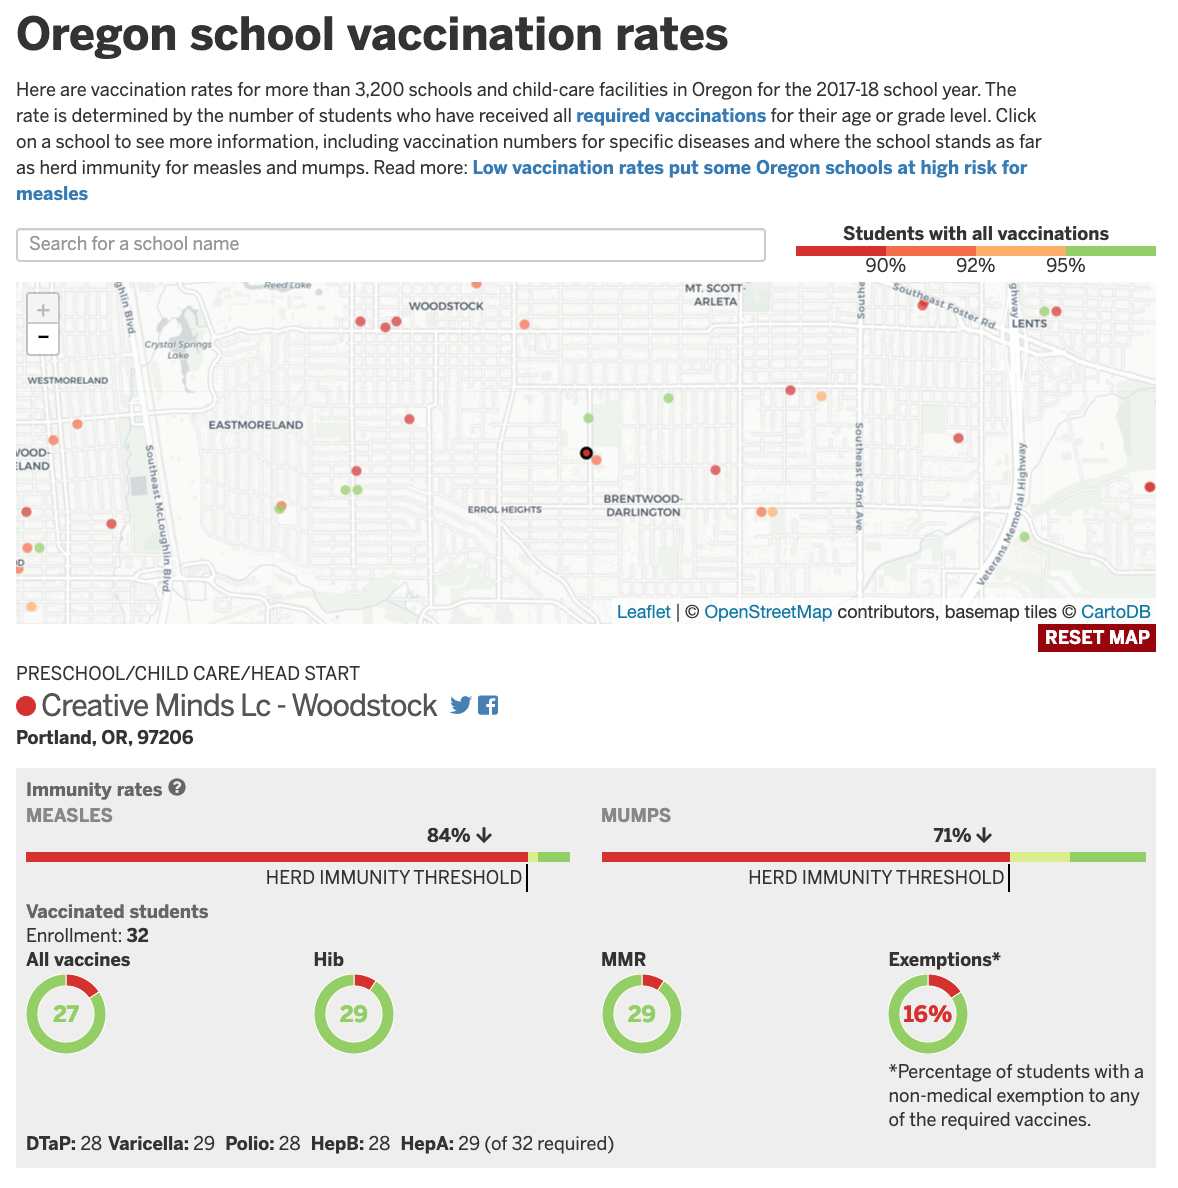 Oregon school vaccination rates
Here are vaccination rates for more than 3,200 schools and child-care facilities in Oregon for the 2017-18 school year. The
rate is determined by the number of students who have received all required vaccinations for their age or grade level. Click
on a school to see more information, including vaccination numbers for specific diseases and where the school stands as far
as herd immunity for measles and mumps. Read more: Low vaccination rates put some Oregon schools at high risk for
measles
Search for a school name
Students with all vaccinations
90% 92% 95%
+
−
Reed Lake
WOODSTOCK
MT. SCOTT-
ARLETA
Southeast Foster Rd.
LENTS
Crystal Springs
Lake
WESTMORELAND
EASTMORELAND
Southeast McLoughlin Blvd
Southeast 82nd Ave.
Veterans Memorial Highway
ERROL HEIGHTS
BRENTWOOD-
DARLINGTON
ghlin Blvd
Southe
ghway
WOOD-
ELAND
Leaflet | © OpenStreetMap contributors, basemap tiles © CartoDB
RESET MAP
PRESCHOOL/CHILD CARE/HEAD START
Creative Minds Lc - Woodstock
Portland, OR, 97206
Immunity rates ?
MEASLES
84% ↓
HERD IMMUNITY THRESHOLD
MUMPS
71% ↓
HERD IMMUNITY THRESHOLD
Vaccinated students
Enrollment: 32
All vaccines
27
Hib
29
MMR
29
Exemptions*
16%
*Percentage of students with a
non-medical exemption to any
of the required vaccines.
DTaP: 28 Varicella: 29 Polio: 28 HepB: 28 HepA: 29 (of 32 required)